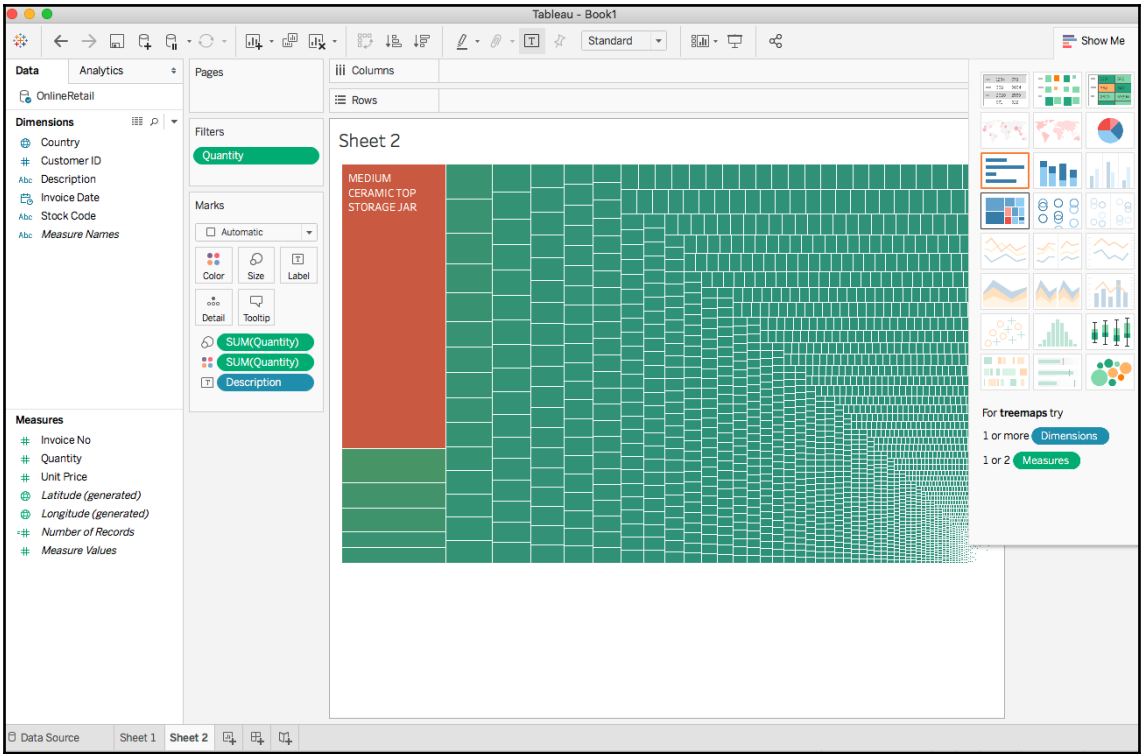 Tableau - Book1
Standard
Show Me
Data
Analytics
Pages
iii Columns
Rows
OnlineRetail
Dimensions
Country
# Customer ID
Abc Description
Invoice Date
Abc Stock Code
Abc Measure Names
Filters
Quantity
Marks
Automatic
Color
Size
T
Label
Detail
Tooltip
SUM(Quantity)
SUM(Quantity)
T Description
Sheet 2
MEDIUM
CERAMIC TOP
STORAGE JAR
For treemaps try
1 or more Dimensions
1 or 2 Measures
Measures
# Invoice No
# Quantity
# Unit Price
Latitude (generated)
Longitude (generated)
=# Number of Records
# Measure Values
Data Source
Sheet 1
Sheet 2